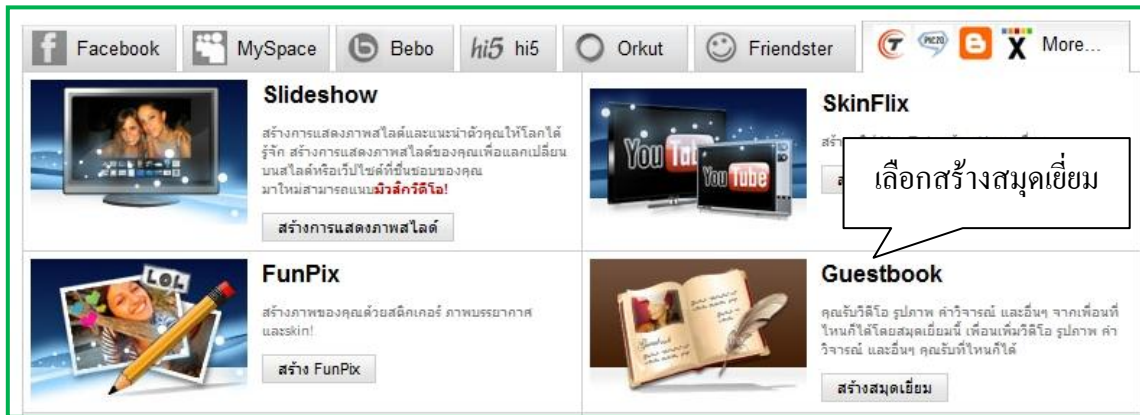 Facebook MySpace Bebo hi5 hi5 Orkut Friendster More...
Slideshow
สร้างการแสดงภาพสไลด์และแนะนำตัวคุณให้โลกได้
รู้จัก สร้างการแสดงภาพสไลด์ของคุณเพื่อแลกเปลี่ยน
บนสไลด์หรือเว็ปไซด์ที่ชื่นชอบของคุณ
มาใหม่สามารถแนบมิวสิกวีดีโอ!
สร้างการแสดงภาพสไลด์
SkinFlix
You Tube
You Tube
เลือกสร้างสมุดเยี่ยม
FunPix
LOL
สร้างภาพของคุณด้วยสติกเกอร์ ภาพบรรยากาศ
และskin!
สร้าง FunPix
Guestbook
คุณรับวิดีโอ รูปภาพ คำวิจารณ์ และอื่นๆ จากเพื่อนที่
ไหนก็ได้โดยสมุดเยี่ยมนี้ เพื่อนเพิ่มวิดีโอ รูปภาพ คำ
วิจารณ์ และอื่นๆ คุณรับที่ไหนก็ได้
สร้างสมุดเยี่ยม